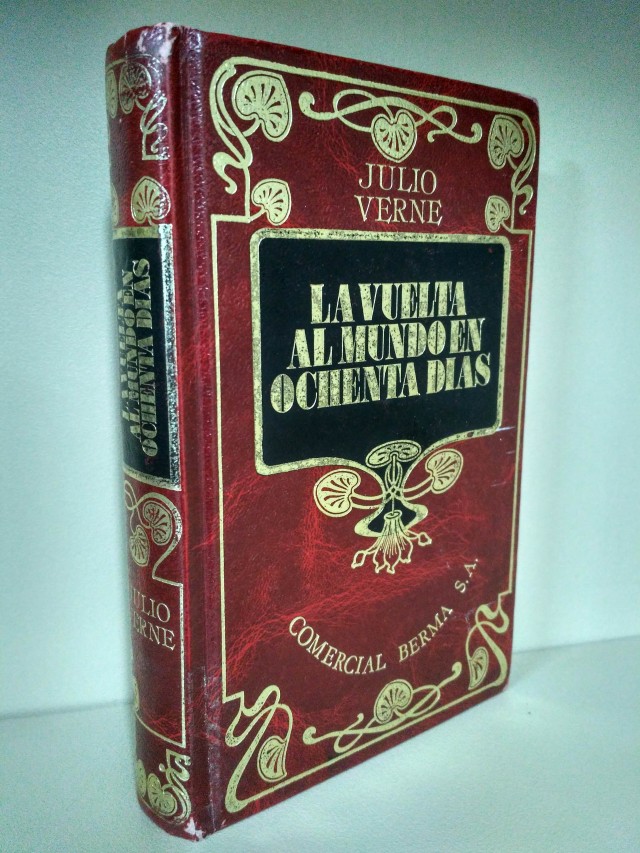 JULIO
VERNE
LA VUELTA
AL MUNDO EN
OCHENTA DIAS
COMERCIAL BERMA S.A.
LA VUELTA
AL MUNDO EN
OCHENTA DIAS
JULIO
VERNE